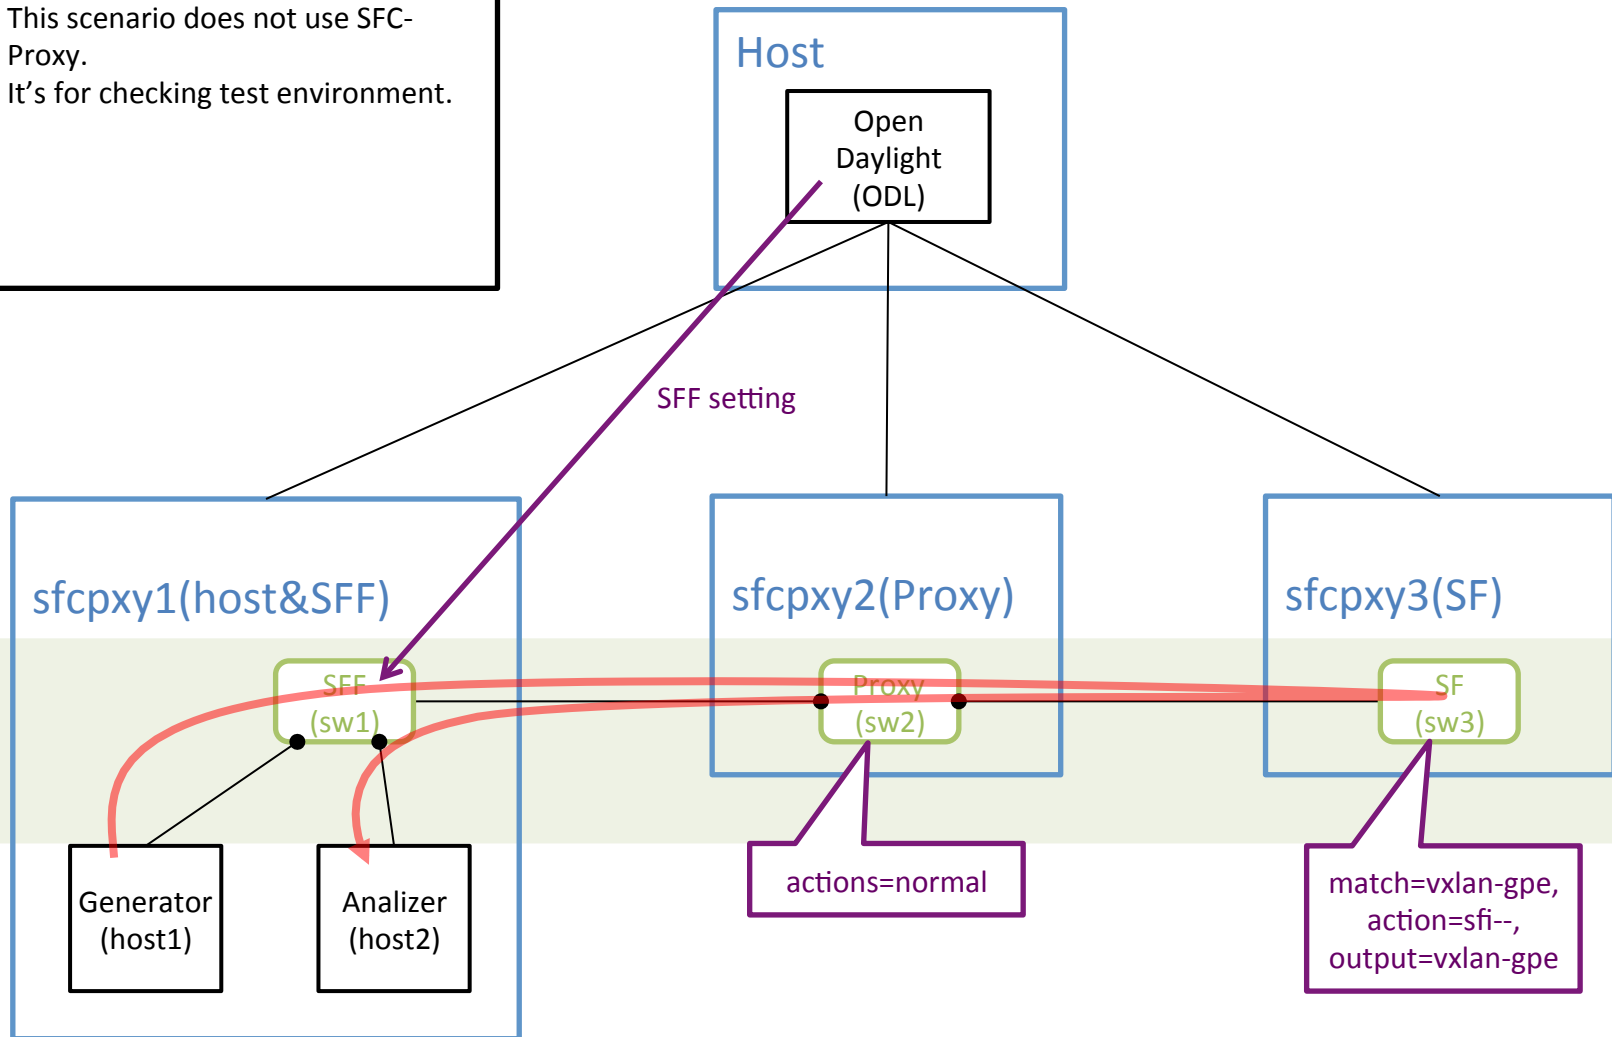 This scenario does not use SFC-
Proxy.
It's for checking test environment.
Host
Open
Daylight
(ODL)
SFF setting
sfcpxy1(host&SFF)
sfcpxy2(Proxy)
sfcpxy3(SF)
SFF
(sw1)
Proxy
(sw2)
SF
(sw3)
Generator
(host1)
Analizer
(host2)
actions=normal
match=vxlan-gpe,
action=sfi--,
output=vxlan-gpe